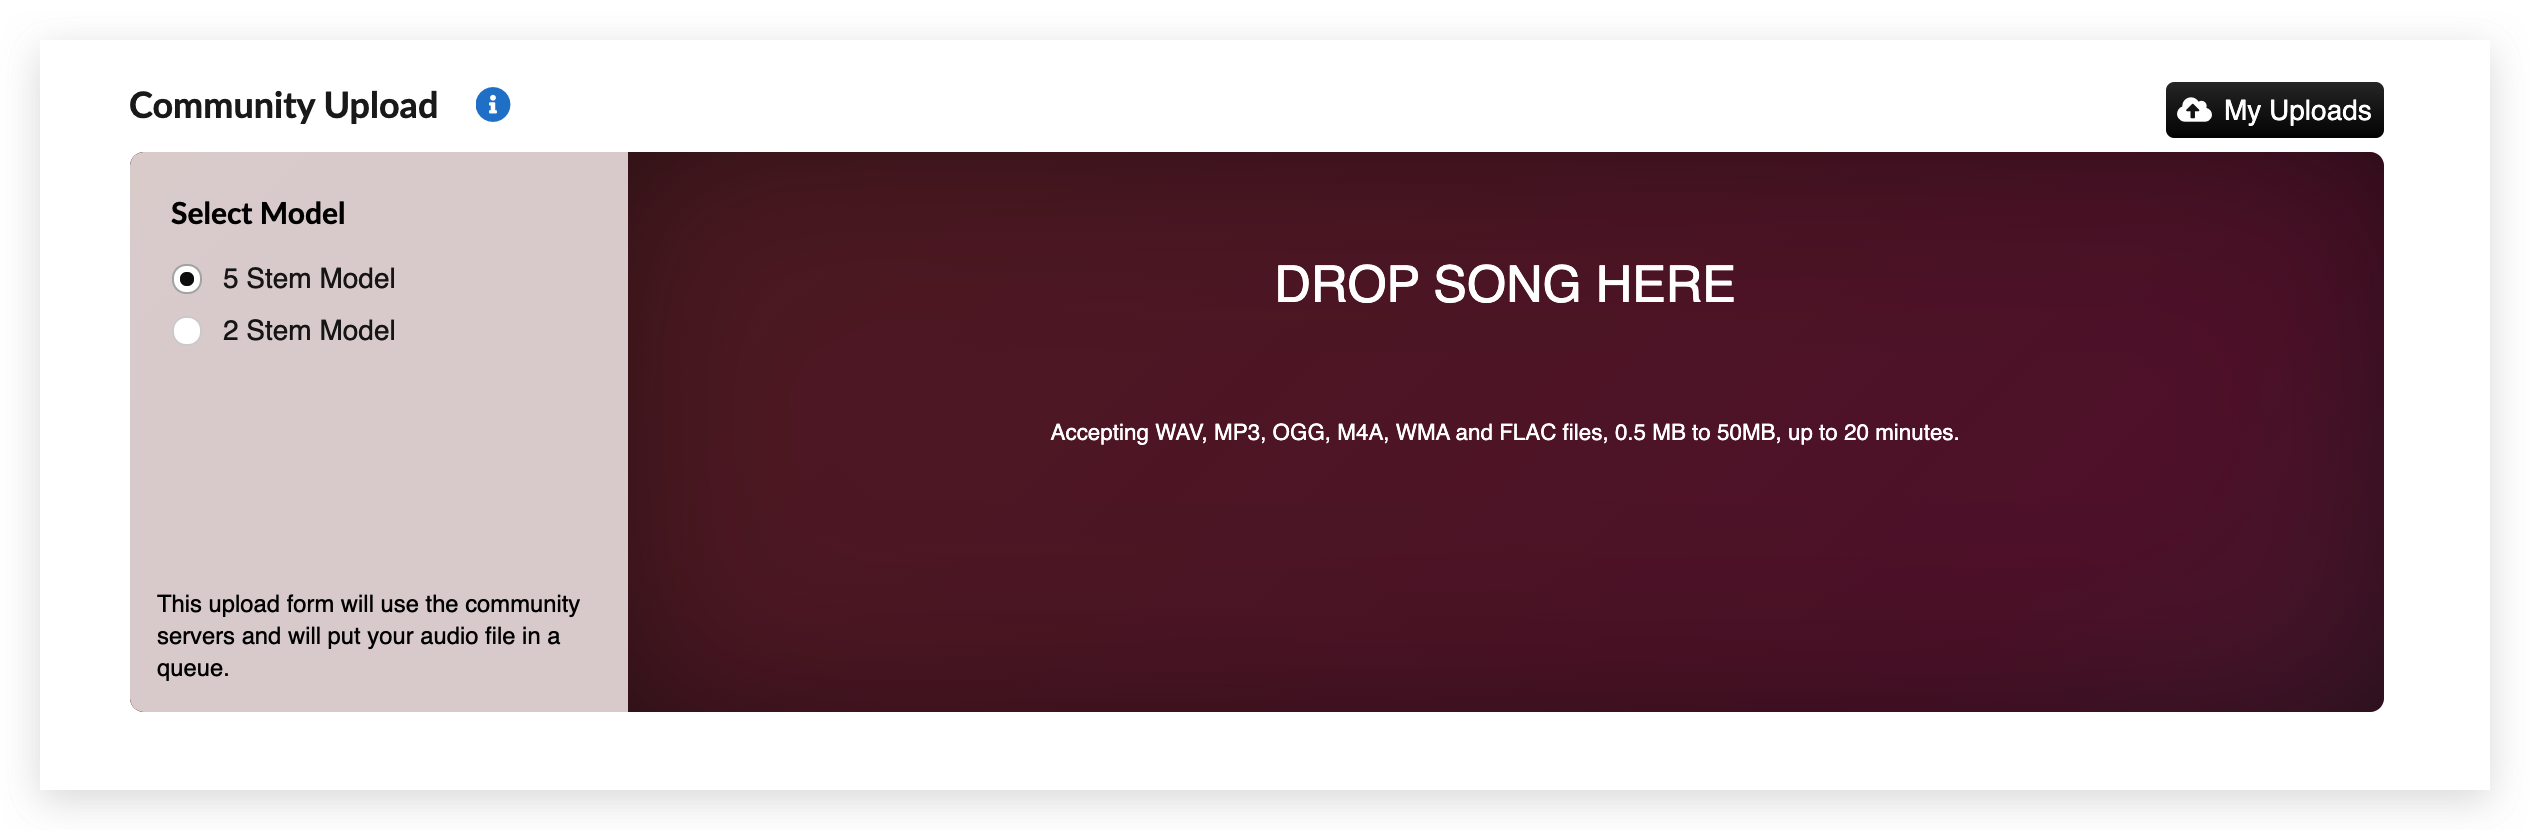 Community Upload
My Uploads
Select Model
5 Stem Model
2 Stem Model
This upload form will use the community
servers and will put your audio file in a
queue.
DROP SONG HERE
Accepting WAV, MP3, OGG, M4A, WMA and FLAC files, 0.5 MB to 50MB, up to 20 minutes.